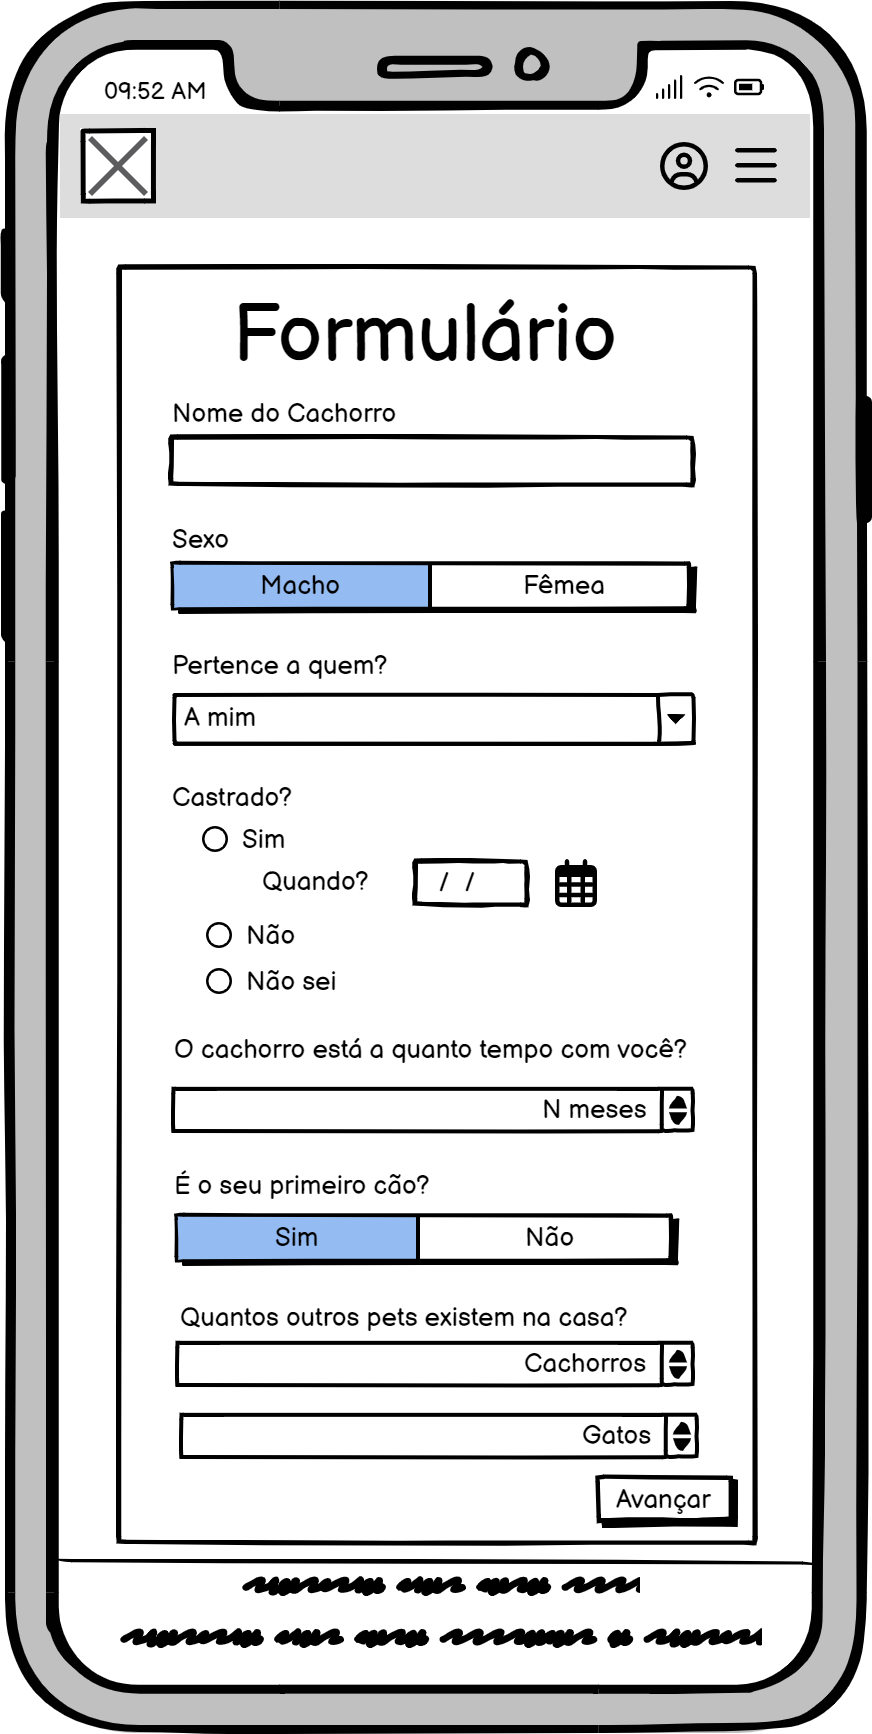 09:52 AM
Formulário
Nome do Cachorro
Sexo
Macho Fêmea
Pertence a quem?
A mim
Castrado?
Sim
Quando? / /
Não
Não sei
O cachorro está a quanto tempo com você?
N meses
É o seu primeiro cão?
Sim Não
Quantos outros pets existem na casa?
Cachorros
Gatos
Avançar